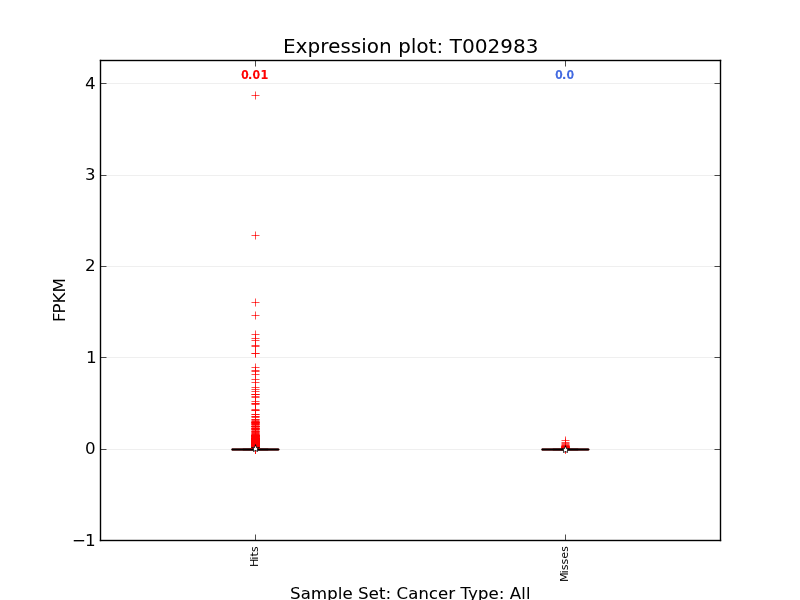 Expression plot: T002983
0.01
0.0
4
3
2
1
0
−1
FPKM
Hits
Misses
Sample Set: Cancer Type: All